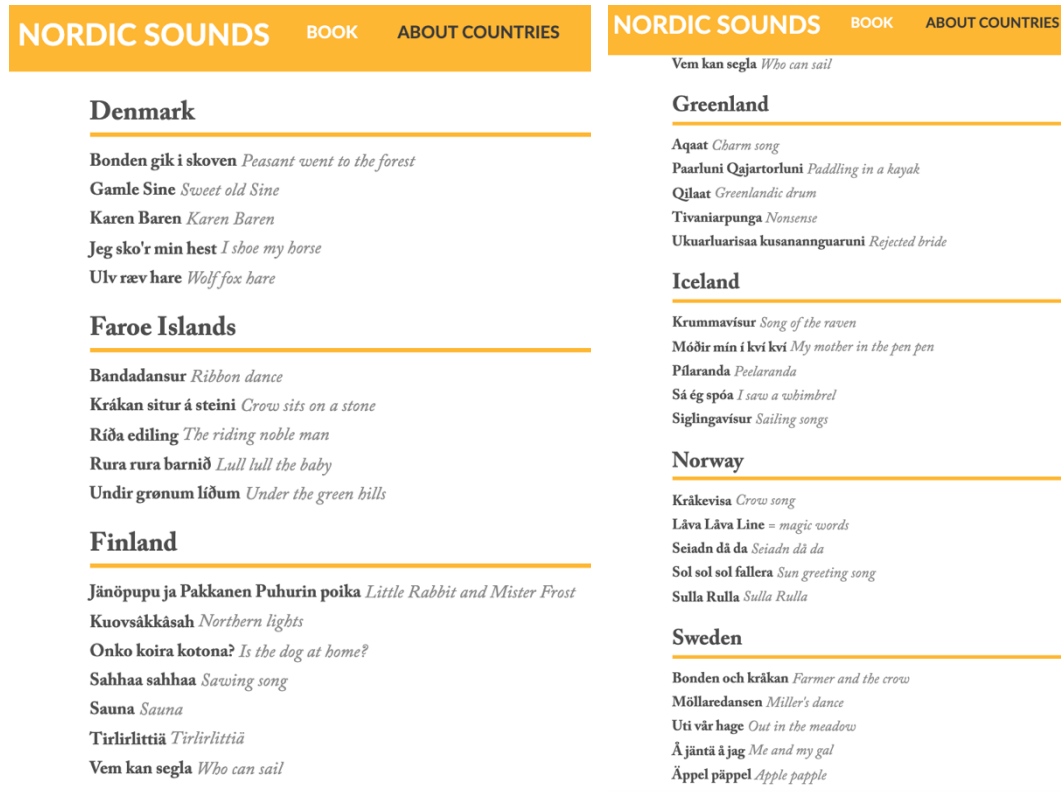 NORDIC SOUNDS BOOK ABOUT COUNTRIES
Denmark
Bonden gik i skoven Peasant went to the forest
Gamle Sine Sweet old Sine
Karen Baren Karen Baren
Jeg sko'r min hest I shoe my horse
Ulv ræv hare Wolf fox hare
Faroe Islands
Bandadansur Ribbon dance
Krákan situr á steini Crow sits on a stone
Ríða ediling The riding noble man
Rura rura barnið Lull lull the baby
Undir grønum líðum Under the green hills
Finland
Jänöpupu ja Pakkanen Puhurin poika Little Rabbit and Mister Frost
Kuovsâkkâsah Northern lights
Onko koira kotona? Is the dog at home?
Sahhaa sahhaa Sawing song
Sauna Sauna
Tirlirlittiä Tirlirlittiä
Vem kan segla Who can sail
NORDIC SOUNDS BOOK ABOUT COUNTRIES
Vem kan segla Who can sail
Greenland
Aqaat Charm song
Paarluni Qajartorluni Paddling in a kayak
Qilaat Greenlandic drum
Tivaniarpunga Nonsense
Ukuarluarisaa kusanannguaruni Rejected bride
Iceland
Krummavísur Song of the raven
Móðir mín í kví kví My mother in the pen pen
Pílaranda Peelaranda
Sá ég spóa I saw a whimbrel
Siglingavísur Sailing songs
Norway
Kråkevisa Crow song
Låva Låva Line = magic words
Seiadn då da Seiadn då da
Sol sol sol fallera Sun greeting song
Sulla Rulla Sulla Rulla
Sweden
Bonden och kråkan Farmer and the crow
Möllaredansen Miller's dance
Uti vår hage Out in the meadow
Å jäntä å jag Me and my gal
Äppel päppel Apple papple